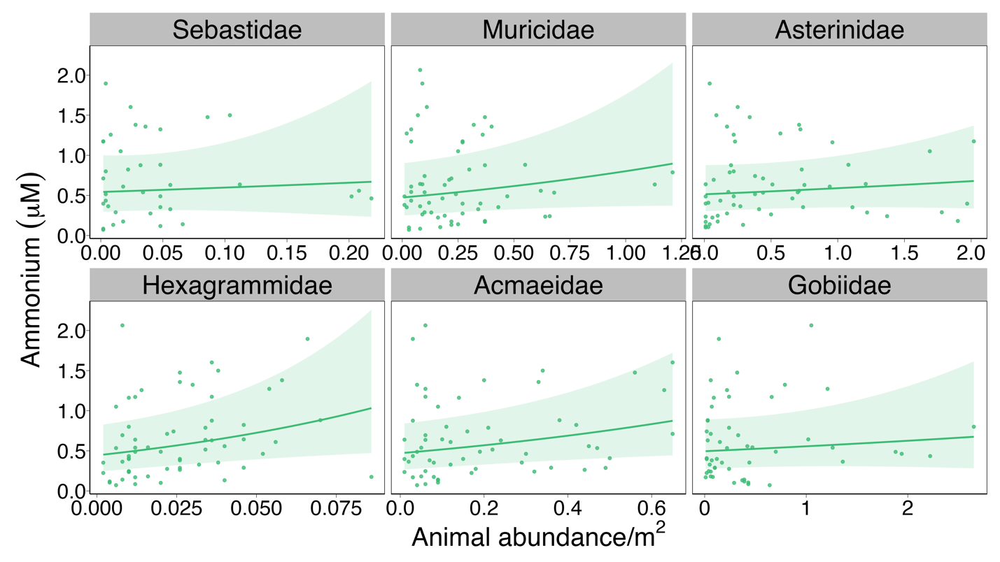 Sebastidae Muricidae Asterinidae
2.0
1.5
1.0
0.5
0.0
0.00 0.05 0.10 0.15 0.20 0.00 0.25 0.50 0.75 1.00 1.25 0.0 0.5 1.0 1.5 2.0
Hexagrammidae Acmaeidae Gobiidae
2.0
1.5
1.0
0.5
0.0
0.000 0.025 0.050 0.075 0.0 0.2 0.4 0.6 0 1 2
Ammonium (μM)
Animal abundance/m²